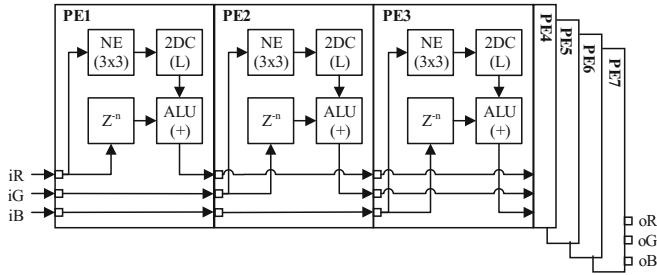 PE1
NE
(3x3)
2DC
(L)
Z-n
ALU
(+)
PE2
NE
(3x3)
2DC
(L)
Z-n
ALU
(+)
PE3
NE
(3x3)
2DC
(L)
Z-n
ALU
(+)
PE4
PE5
PE6
PE7
iR
iG
iB
oR
oG
oB